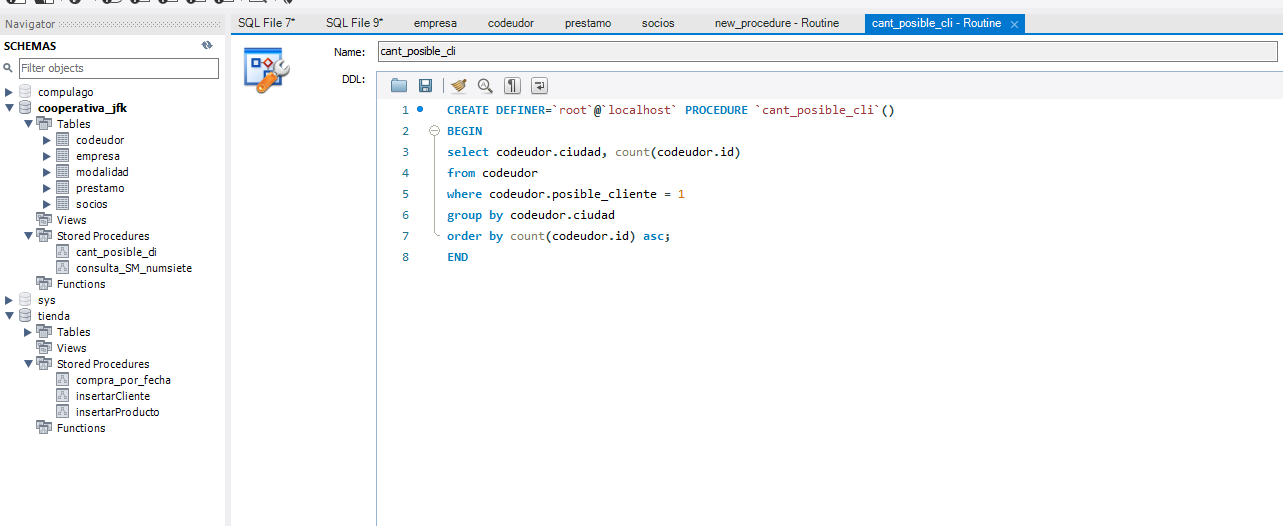 Navigator
SCHEMAS
Filter objects
compulago
cooperativa_jfk
Tables
codeudor
empresa
modalidad
prestamo
socios
Views
Stored Procedures
cant_posible_cli
consulta_SM_numsiete
Functions
sys
tienda
Tables
Views
Stored Procedures
compra_por_fecha
insertarCliente
insertarProducto
Functions
SQL File 7* SQL File 9* empresa codeudor prestamo socios new_procedure - Routine cant_posible_cli - Routine
Name: cant_posible_cli
DDL:
1 CREATE DEFINER=`root`@`localhost` PROCEDURE `cant_posible_cli`()
2 BEGIN
3 select codeudor.ciudad, count(codeudor.id)
4 from codeudor
5 where codeudor.posible_cliente = 1
6 group by codeudor.ciudad
7 order by count(codeudor.id) asc;
8 END